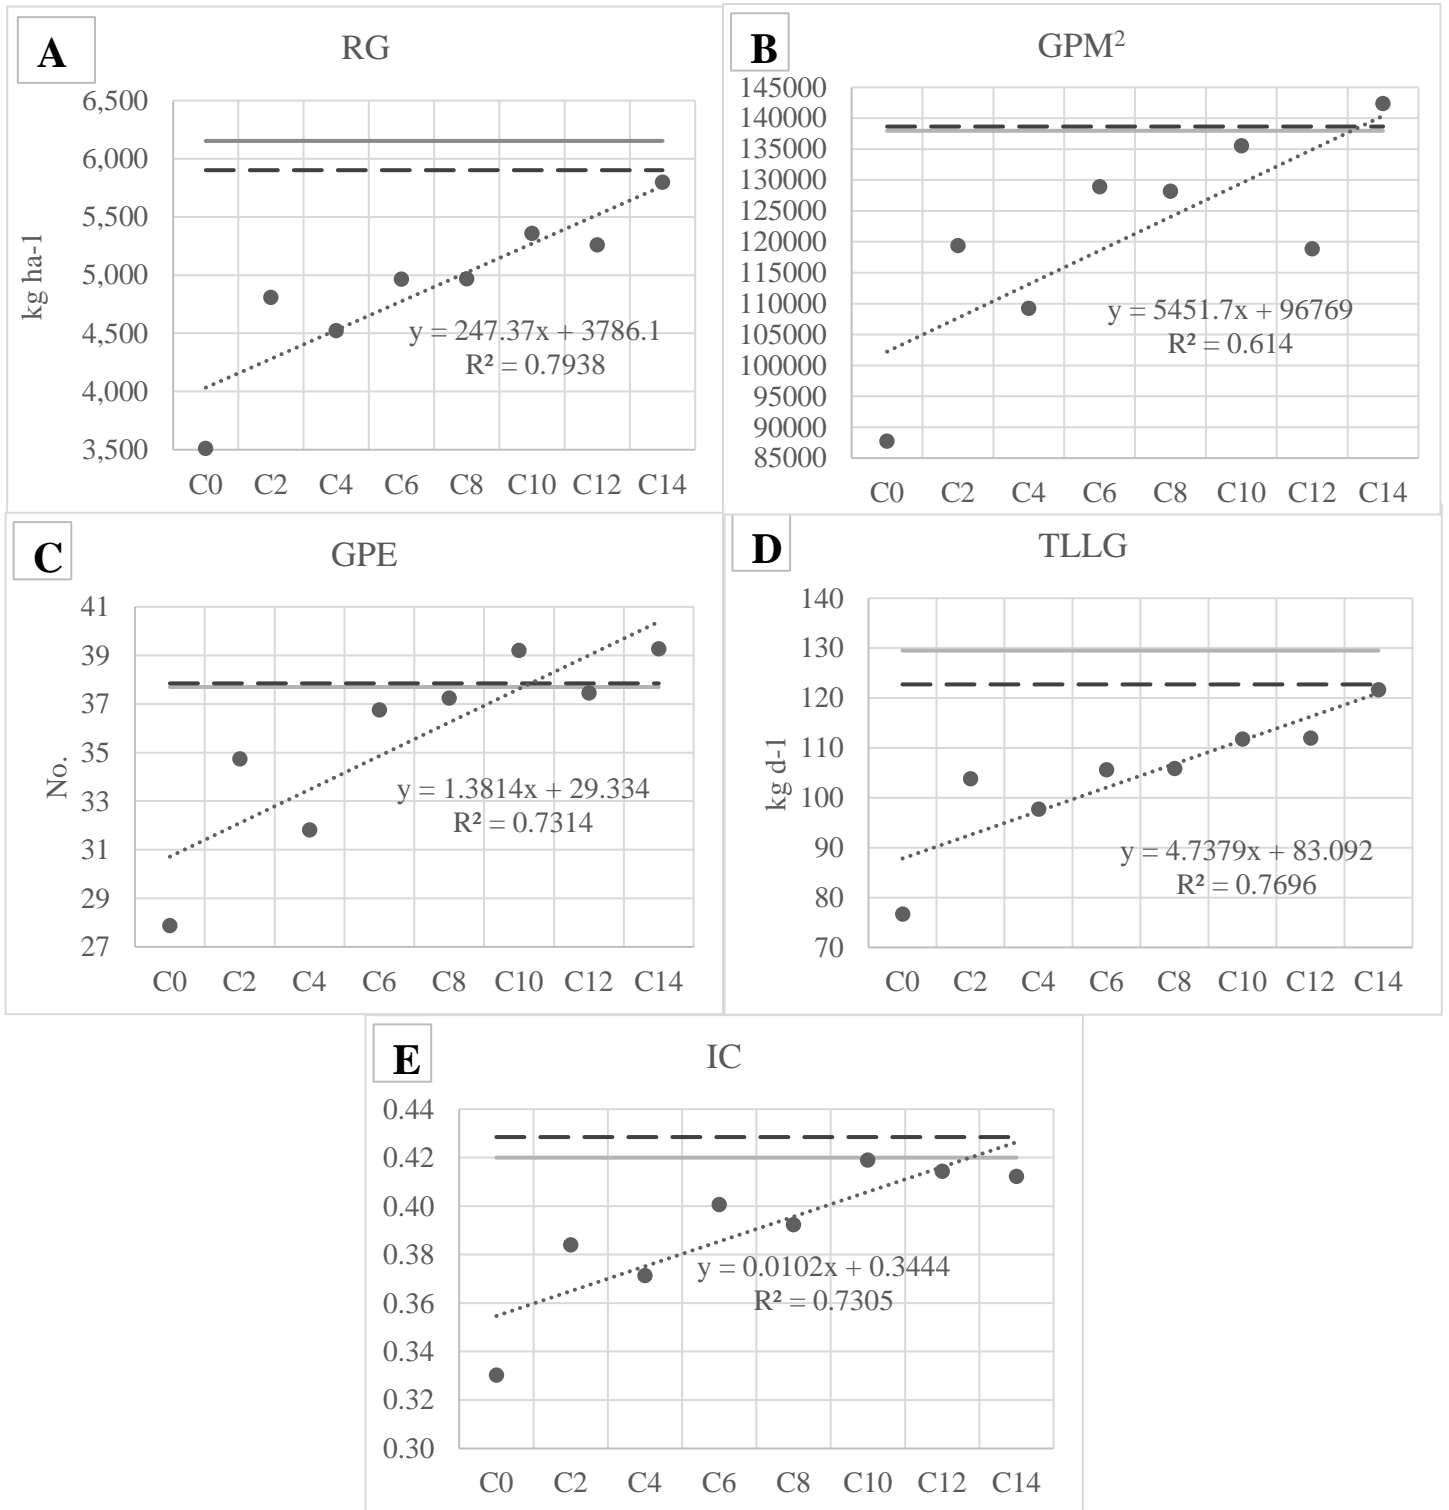 A
RG
6,500
6,000
5,500
5,000
4,500
4,000
3,500
kg ha-1
y = 247.37x + 3786.1
R² = 0.7938
C0 C2 C4 C6 C8 C10 C12 C14
B
GPM²
145000
140000
135000
130000
125000
120000
115000
110000
105000
100000
95000
90000
85000
y = 5451.7x + 96769
R² = 0.614
C0 C2 C4 C6 C8 C10 C12 C14
C
GPE
41
39
37
35
33
31
29
27
No.
y = 1.3814x + 29.334
R² = 0.7314
C0 C2 C4 C6 C8 C10 C12 C14
D
TLLG
140
130
120
110
100
90
80
70
kg d-1
y = 4.7379x + 83.092
R² = 0.7696
C0 C2 C4 C6 C8 C10 C12 C14
E
IC
0.44
0.42
0.40
0.38
0.36
0.34
0.32
0.30
y = 0.0102x + 0.3444
R² = 0.7305
C0 C2 C4 C6 C8 C10 C12 C14